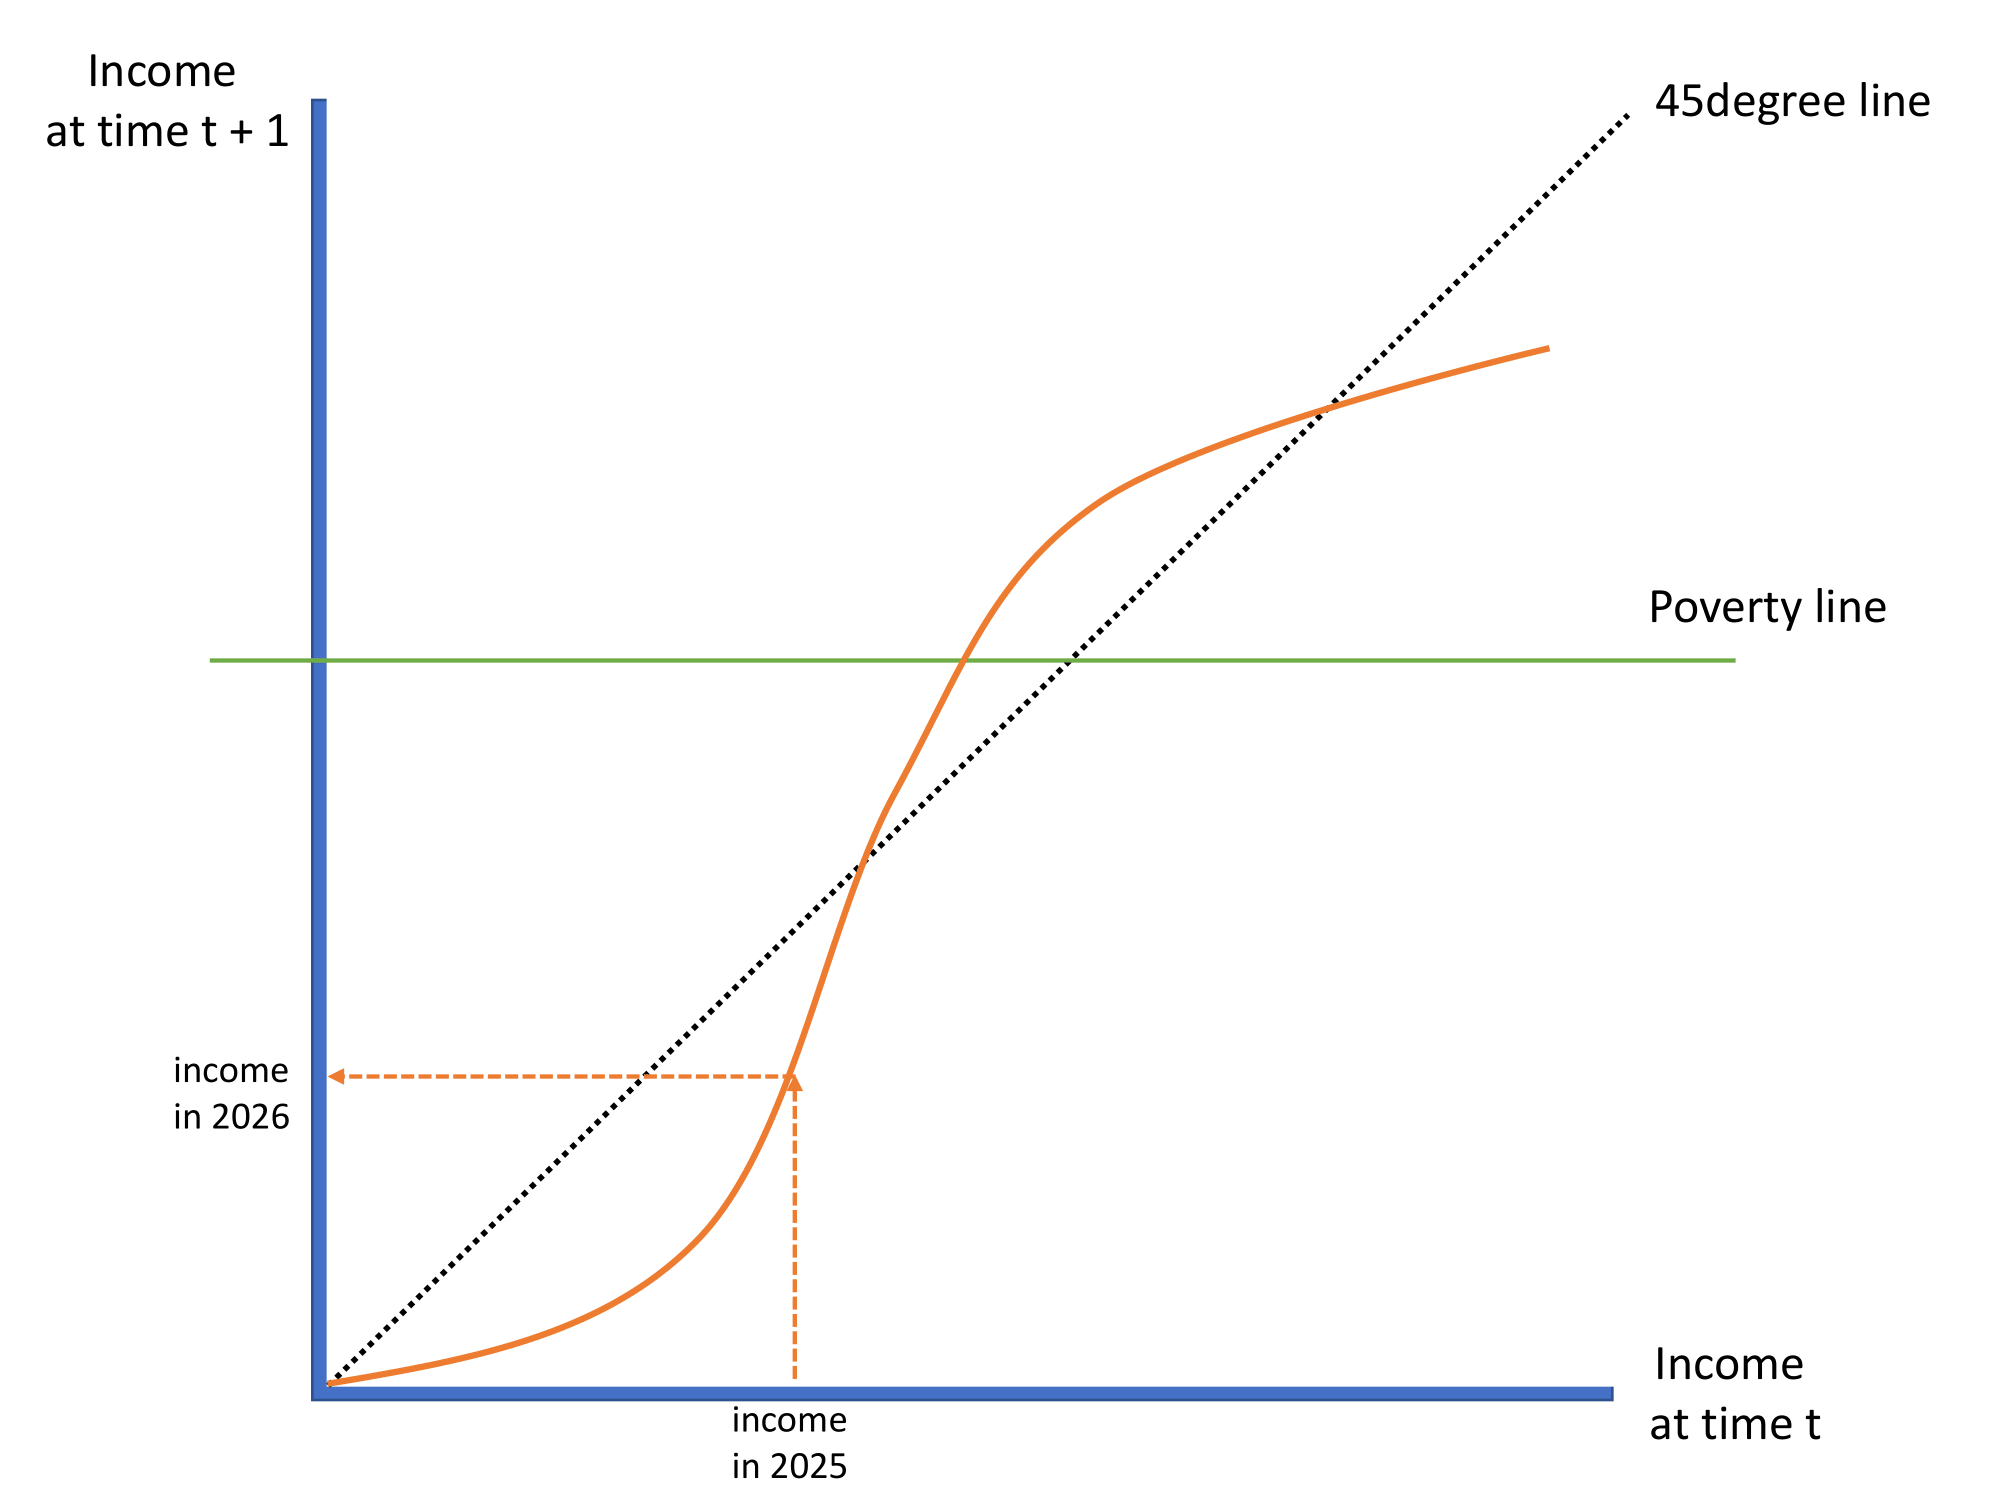 Income
at time t + 1
45degree line
Poverty line
income
in 2026
Income
at time t
income
in 2025